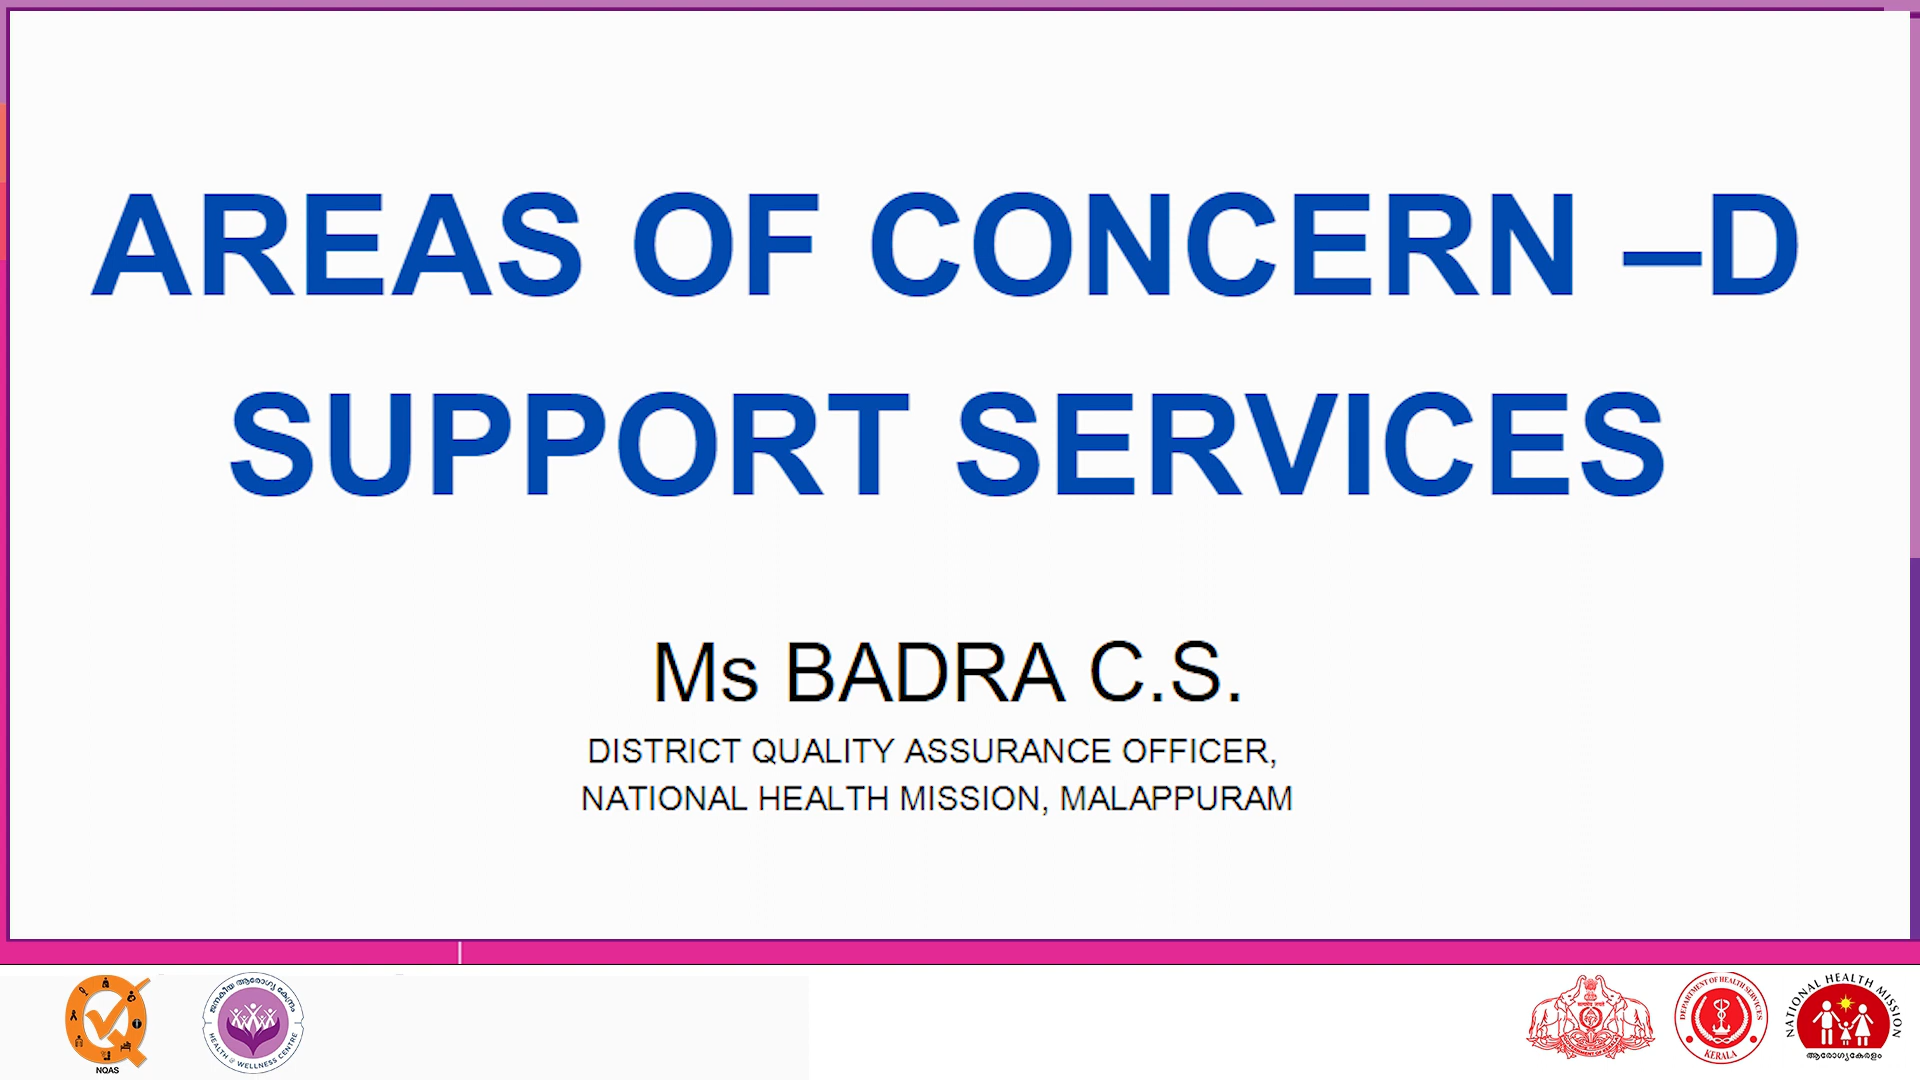 AREAS OF CONCERN –D
SUPPORT SERVICES
Ms BADRA C.S.
DISTRICT QUALITY ASSURANCE OFFICER,
NATIONAL HEALTH MISSION, MALAPPURAM
NQAS
ജനകീയ ആരോഗ്യ കേന്ദ്രം
HEALTH @ WELLNESS CENTRE
DEPARTMENT OF HEALTH SERVICES
KERALA
NATIONAL HEALTH MISSION
ആരോഗ്യകേരളം